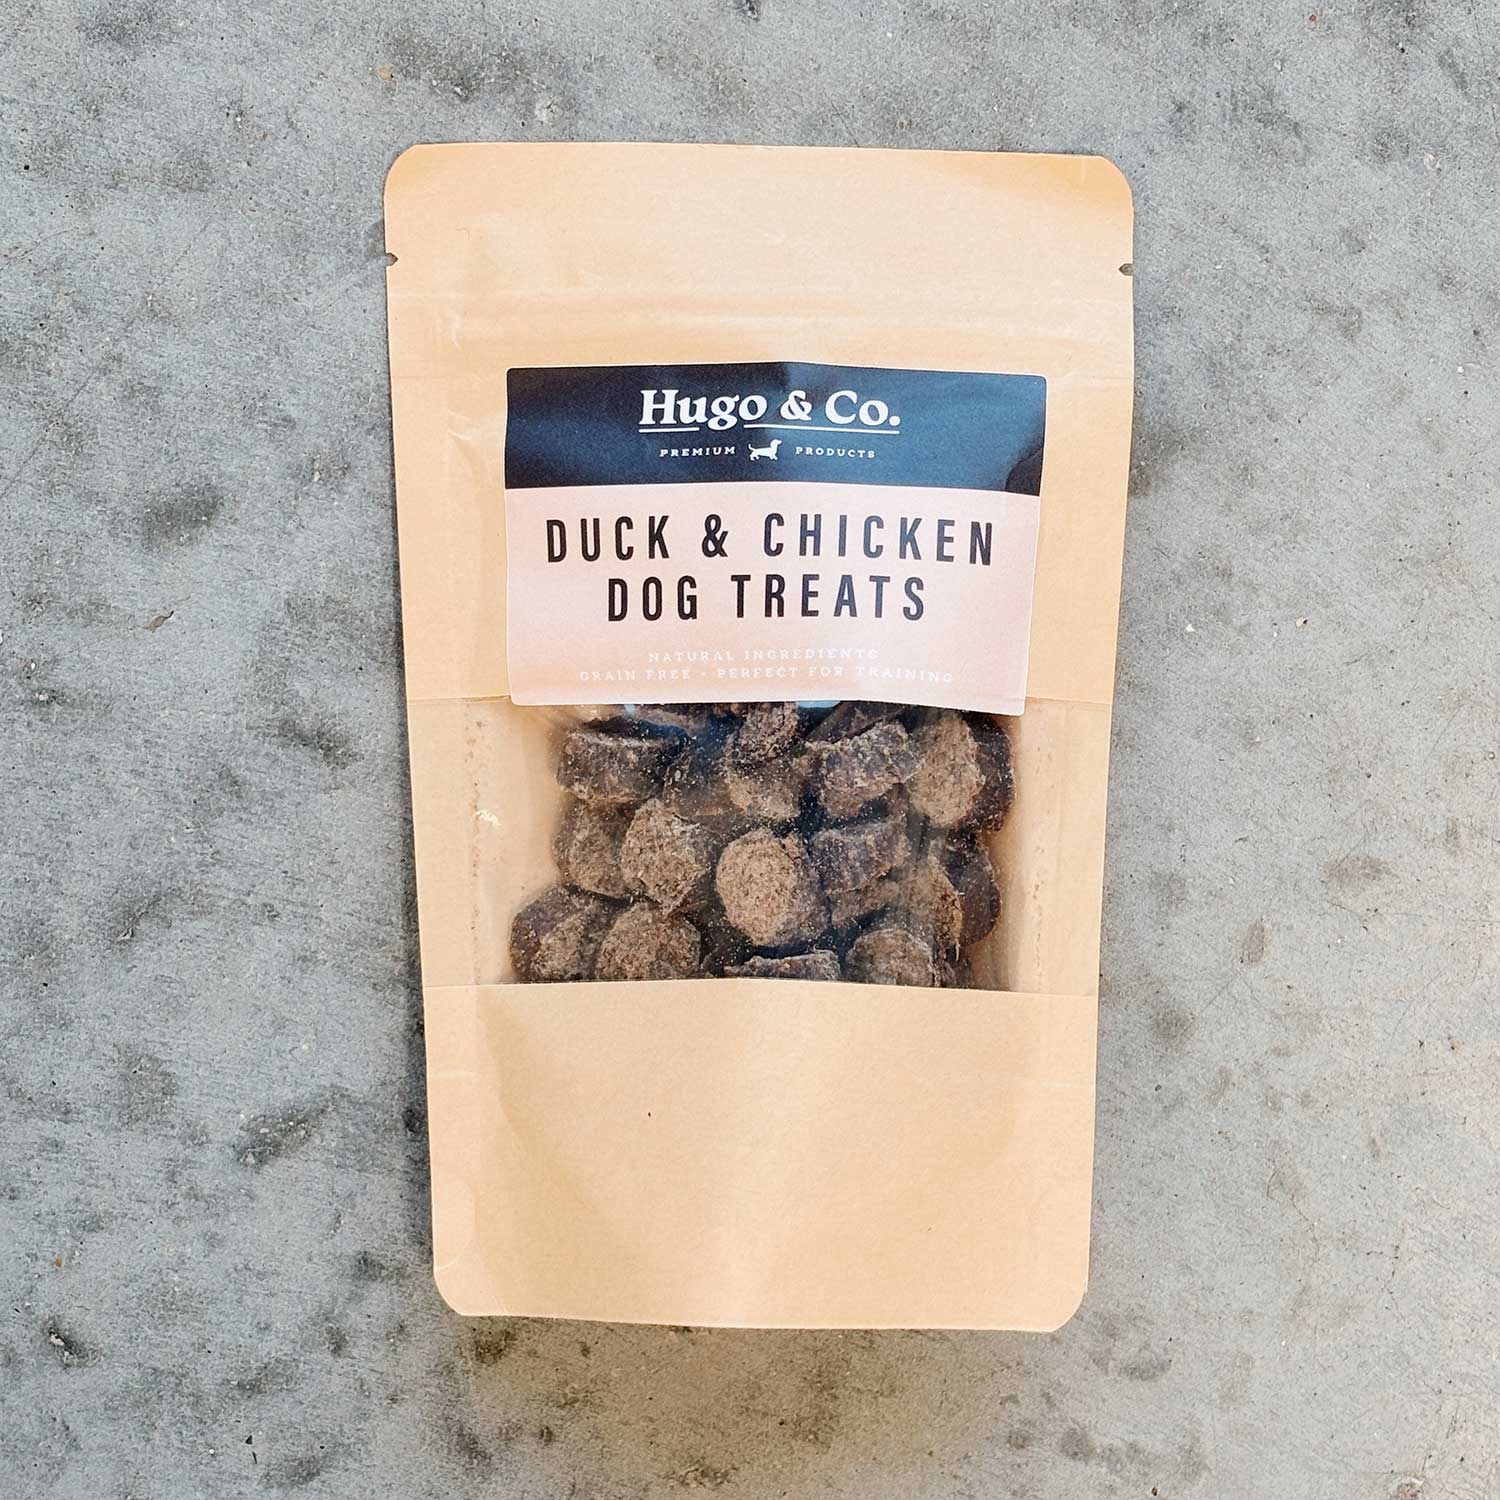 Hugo & Co.
PREMIUM PRODUCTS
DUCK & CHICKEN
DOG TREATS
NATURAL INGREDIENTS
GRAIN FREE - PERFECT FOR TRAINING